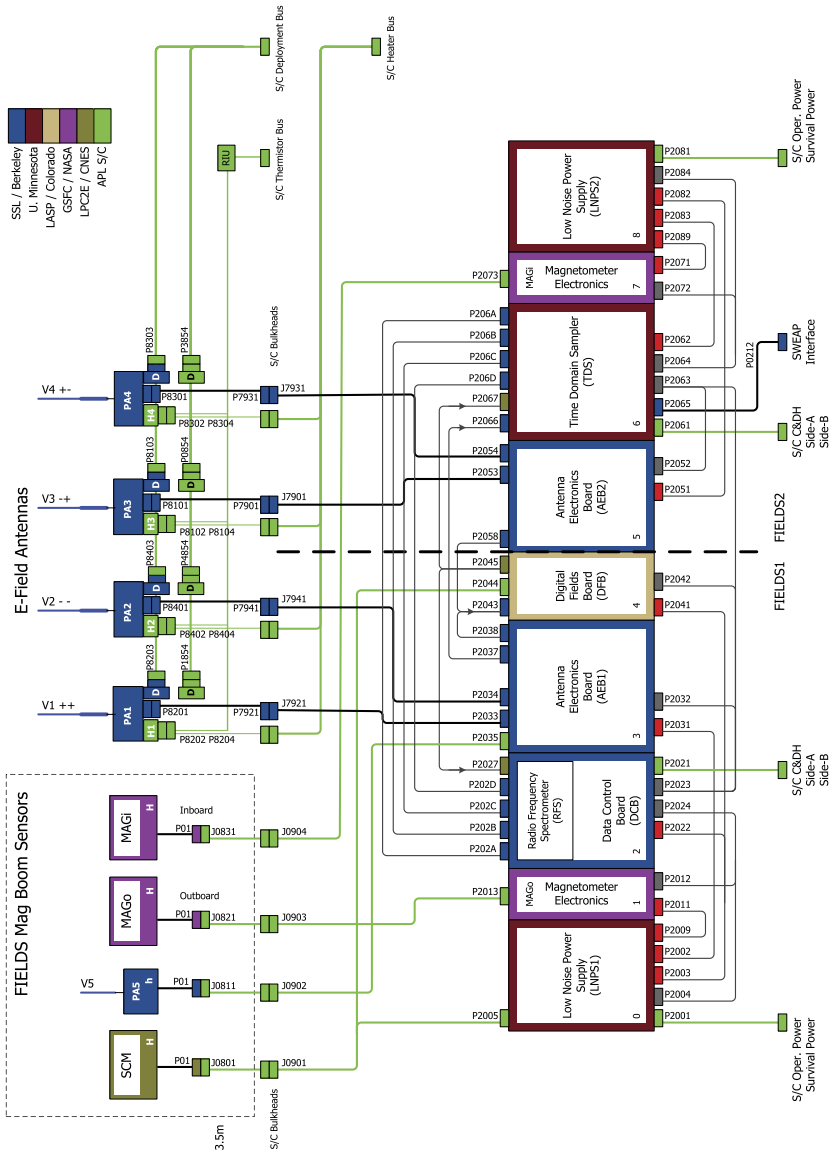 SSL / Berkeley
U. Minnesota
LASP / Colorado
GSFC / NASA
LPC2E / CNES
APL S/C
E-Field Antennas
S/C Deployment Bus
S/C Heater Bus
S/C Thermistor Bus
RIU
V4 +-
PA4
P8303
D
P3854
D
P8301
H4
P8302 P8304
P7931
J7931
S/C Bulkheads
V3 -+
PA3
P8103
D
P0854
D
P8101
H3
P8102 P8104
P7901
J7901
V2 - -
PA2
P8403
D
P4854
D
P8401
H2
P8402 P8404
P7941
J7941
V1 ++
PA1
P8203
D
P1854
D
P8201
H1
P8202 P8204
P7921
J7921
FIELDS Mag Boom Sensors
MAGi
H
Inboard
P01
J0831
J0904
MAGo
H
Outboard
P01
J0821
J0903
V5
PA5
h
P01
J0811
J0902
SCM
H
P01
J0801
J0901
3.5m
S/C Bulkheads
P2073
P206A
P206B
P206C
P206D
P2067
P2066
P2054
P2053
P2058
P2045
P2044
P2043
P2038
P2037
P2034
P2033
P2035
P2027
P202D
P202C
P202B
P202A
P2013
P2005
Low Noise Power
Supply
(LNPS2)
8
MAGi
Magnetometer
Electronics
7
Time Domain Sampler
(TDS)
6
Antenna
Electronics
Board
(AEB2)
5
Digital
Fields
Board
(DFB)
4
Antenna
Electronics
Board
(AEB1)
3
Radio Frequency
Spectrometer
(RFS)
Data Control
Board
(DCB)
2
MAGo
Magnetometer
Electronics
1
Low Noise Power
Supply
(LNPS1)
0
P2081
P2084
P2082
P2083
P2089
P2071
P2072
P2062
P2064
P2063
P2065
P2061
P2052
P2051
P2042
P2041
P2032
P2031
P2021
P2023
P2024
P2022
P2012
P2011
P2009
P2002
P2003
P2004
P2001
P0212
S/C Oper. Power
Survival Power
SWEAP
Interface
S/C C&DH
Side-A
Side-B
FIELDS2
FIELDS1
S/C C&DH
Side-A
Side-B
S/C Oper. Power
Survival Power